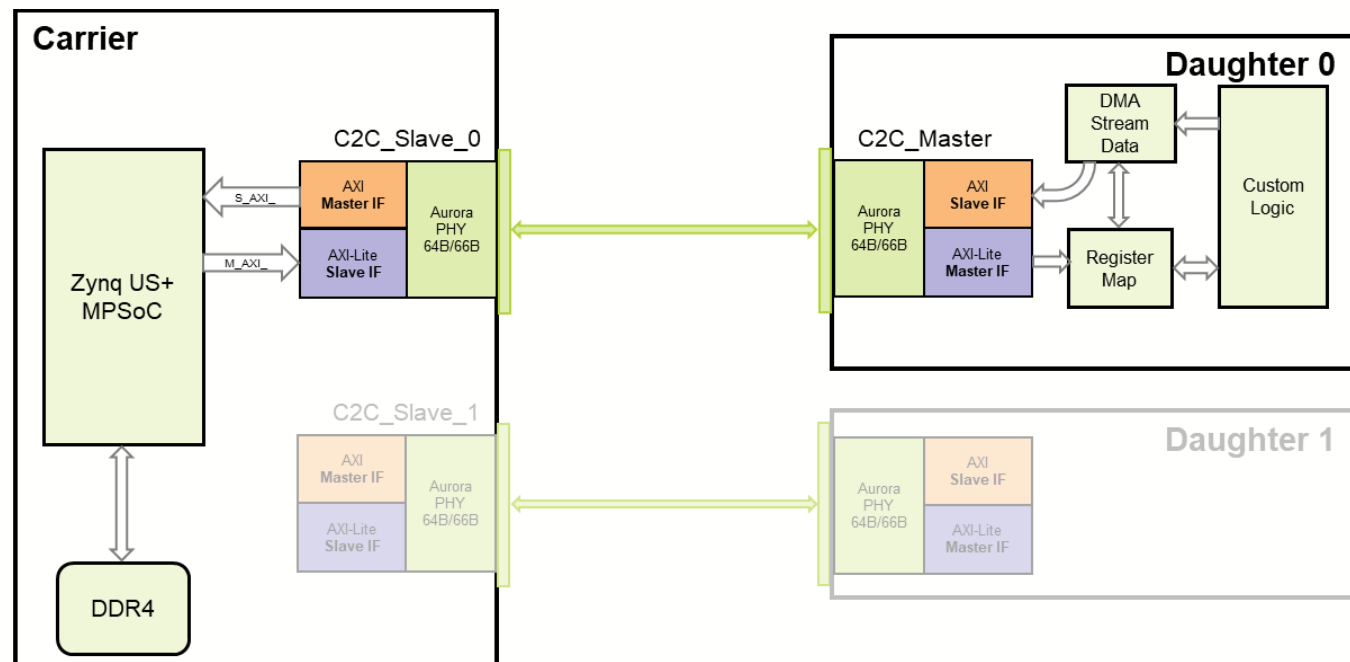 Carrier
Daughter 0
C2C_Slave_0
C2C_Master
DMA
Stream
Data
Custom
Logic
S_AXI_
M_AXI_
Zynq US+
MPSoC
AXI
Master IF
AXI-Lite
Slave IF
Aurora
PHY
64B/66B
Aurora
PHY
64B/66B
AXI
Slave IF
AXI-Lite
Master IF
Register
Map
C2C_Slave_1
Daughter 1
AXI
Master IF
AXI-Lite
Slave IF
Aurora
PHY
64B/66B
Aurora
PHY
64B/66B
AXI
Slave IF
AXI-Lite
Master IF
DDR4